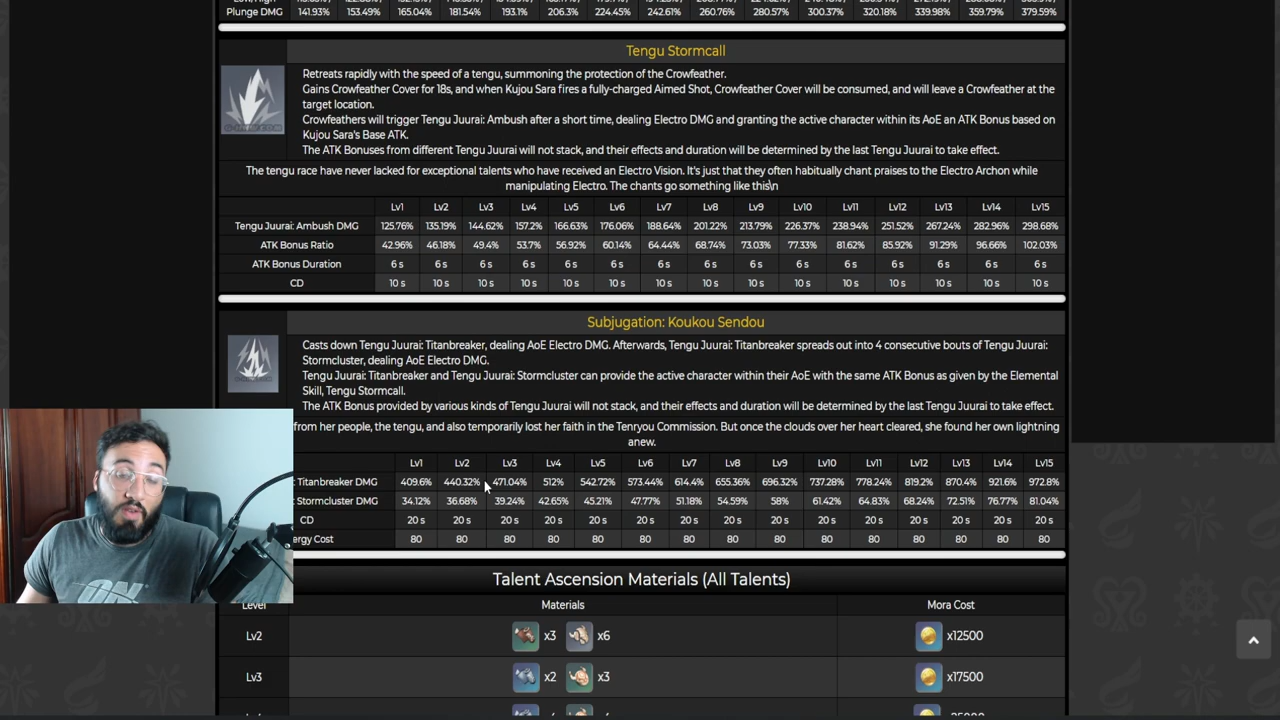 Plunge DMG 141.93% 153.49% 165.04% 181.54% 193.1% 206.3% 224.45% 242.61% 260.76% 280.57% 300.37% 320.18% 339.98% 359.79% 379.59%
Tengu Stormcall
Retreats rapidly with the speed of a tengu, summoning the protection of the Crowfeather.
Gains Crowfeather Cover for 18s, and when Kujou Sara fires a fully-charged Aimed Shot, Crowfeather Cover will be consumed, and will leave a Crowfeather at the
target location.
Crowfeathers will trigger Tengu Juurai: Ambush after a short time, dealing Electro DMG and granting the active character within its AoE an ATK Bonus based on
Kujou Sara's Base ATK.
The ATK Bonuses from different Tengu Juurai will not stack, and their effects and duration will be determined by the last Tengu Juurai to take effect.
The tengu race have never lacked for exceptional talents who have received an Electro Vision. It's just that they often habitually chant praises to the Electro Archon while
manipulating Electro. The chants go something like this\n
Lv1 Lv2 Lv3 Lv4 Lv5 Lv6 Lv7 Lv8 Lv9 Lv10 Lv11 Lv12 Lv13 Lv14 Lv15
Tengu Juurai: Ambush DMG 125.76% 135.19% 144.62% 157.2% 166.63% 176.06% 188.64% 201.22% 213.79% 226.37% 238.94% 251.52% 267.24% 282.96% 298.68%
ATK Bonus Ratio 42.96% 46.18% 49.4% 53.7% 56.92% 60.14% 64.44% 68.74% 73.03% 77.33% 81.62% 85.92% 91.29% 96.66% 102.03%
ATK Bonus Duration 6 s 6 s 6 s 6 s 6 s 6 s 6 s 6 s 6 s 6 s 6 s 6 s 6 s 6 s 6 s
CD 10 s 10 s 10 s 10 s 10 s 10 s 10 s 10 s 10 s 10 s 10 s 10 s 10 s 10 s 10 s
Subjugation: Koukou Sendou
Casts down Tengu Juurai: Titanbreaker, dealing AoE Electro DMG. Afterwards, Tengu Juurai: Titanbreaker spreads out into 4 consecutive bouts of Tengu Juurai:
Stormcluster, dealing AoE Electro DMG.
Tengu Juurai: Titanbreaker and Tengu Juurai: Stormcluster can provide the active character within their AoE with the same ATK Bonus as given by the Elemental
Skill, Tengu Stormcall.
The ATK Bonus provided by various kinds of Tengu Juurai will not stack, and their effects and duration will be determined by the last Tengu Juurai to take effect.
from her people, the tengu, and also temporarily lost her faith in the Tenryou Commission. But once the clouds over her heart cleared, she found her own lightning
anew.
Lv1 Lv2 Lv3 Lv4 Lv5 Lv6 Lv7 Lv8 Lv9 Lv10 Lv11 Lv12 Lv13 Lv14 Lv15
Titanbreaker DMG 409.6% 440.32% 471.04% 512% 542.72% 573.44% 614.4% 655.36% 696.32% 737.28% 778.24% 819.2% 870.4% 921.6% 972.8%
Stormcluster DMG 34.12% 36.68% 39.24% 42.65% 45.21% 47.77% 51.18% 54.59% 58% 61.42% 64.83% 68.24% 72.51% 76.77% 81.04%
CD 20 s 20 s 20 s 20 s 20 s 20 s 20 s 20 s 20 s 20 s 20 s 20 s 20 s 20 s 20 s
ergy Cost 80 80 80 80 80 80 80 80 80 80 80 80 80 80 80
Talent Ascension Materials (All Talents)
Level Materials Mora Cost
Lv2 x3 x6 x12500
Lv3 x2 x3 x17500